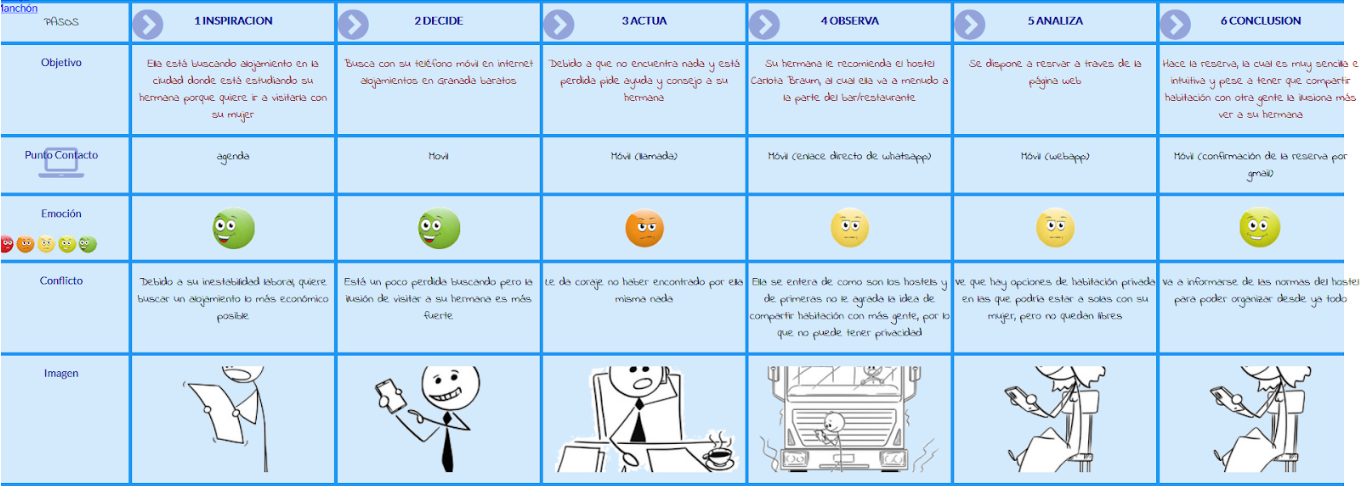 Manchón
PASOS
1 INSPIRACION
2 DECIDE
3 ACTUA
4 OBSERVA
5 ANALIZA
6 CONCLUSION
Objetivo
Ella está buscando alojamiento en la
ciudad donde está estudiando su
hermana porque quiere ir a visitarla con
su mujer
Busca con su teléfono móvil en internet
alojamientos en Granada baratos
Debido a que no encuentra nada y está
perdida pide ayuda y consejo a su
hermana
Su hermana le recomienda el hostel
Carlota Braum, al cual ella va a menudo a
la parte del bar/restaurante
Se dispone a resrvar a traves de la
página web
Hace la reserva, la cual es muy sencilla e
intuitiva y pese a tener que compartir
habitación con otra gente la ilusiona más
ver a su hermana
Punto Contacto
agenda
Movil
Móvil (llamada)
Móvil (enlace directo de whatsapp)
Móvil (webapp)
Móvil (confirmación de la reserva por
gmail)
Emoción
Conflicto
Debido a su inestabilidad laboral, quiere
buscar un alojamiento lo más económico
posible
Está un poco perdida buscando pero la
ilusión de visitar a su hermana es más
fuerte
Le da coraje no haber encontrado por ella
misma nada
Ella se entera de como son los hostels y
de primeras no le agrada la idea de
compartir habitación con más gente, por lo
que no puede tener privacidad
ve que hay opciones de habitación privada
en las que podría estar a solas con su
mujer, pero no quedan libres
va a informarse de las normas del hostel
para poder organizar desde ya todo
Imagen